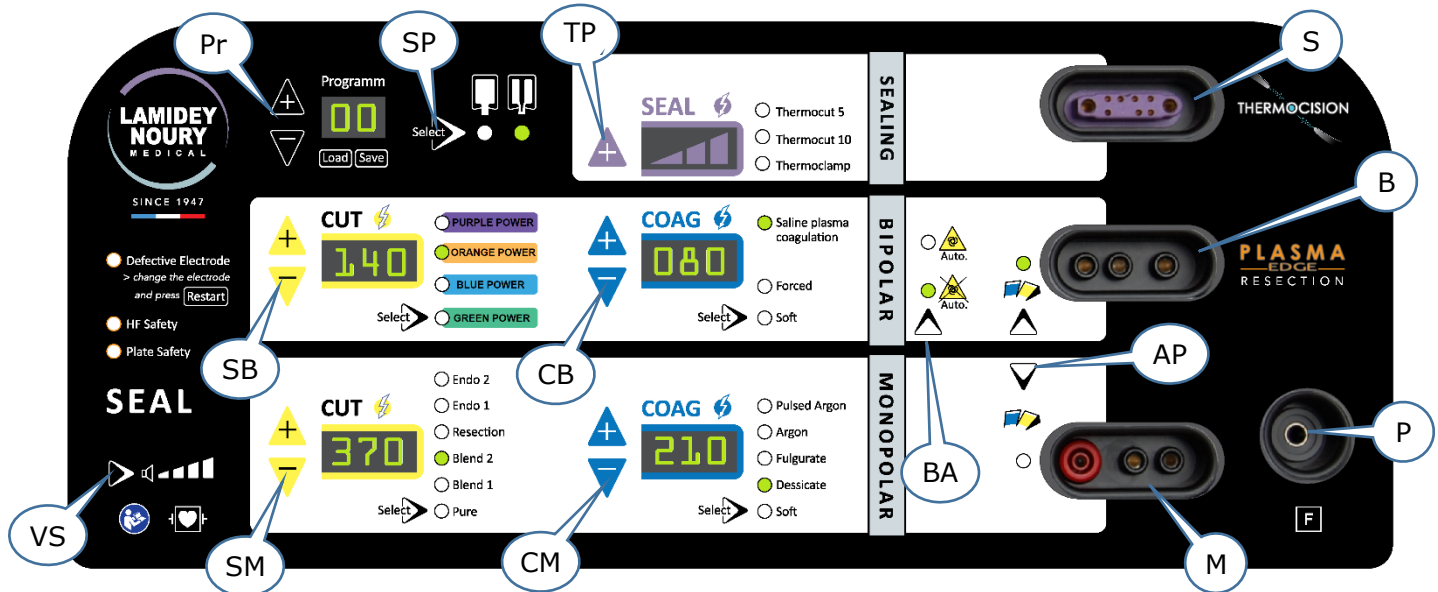 Pr
SP
TP
S
LAMIDEY
NOURY
MEDICAL
SINCE 1947
Programm
00
Load Save
Select
SEAL
Thermocut 5
Thermocut 10
Thermoclamp
SEALING
THERMOCISION
Defective Electrode
> change the electrode
and press Restart
HF Safety
Plate Safety
SEAL
CUT
140
PURPLE POWER
ORANGE POWER
BLUE POWER
GREEN POWER
Select
COAG
080
Saline plasma
coagulation
Forced
Select Soft
BIPOLAR
Auto.
Auto.
B
PLASMA
EDGE
RESECTION
SB
CB
AP
CUT
370
Endo 2
Endo 1
Resection
Blend 2
Blend 1
Select Pure
COAG
210
Pulsed Argon
Argon
Fulgurate
Dessicate
Select Soft
MONOPOLAR
BA
P
F
VS
SM
CM
M